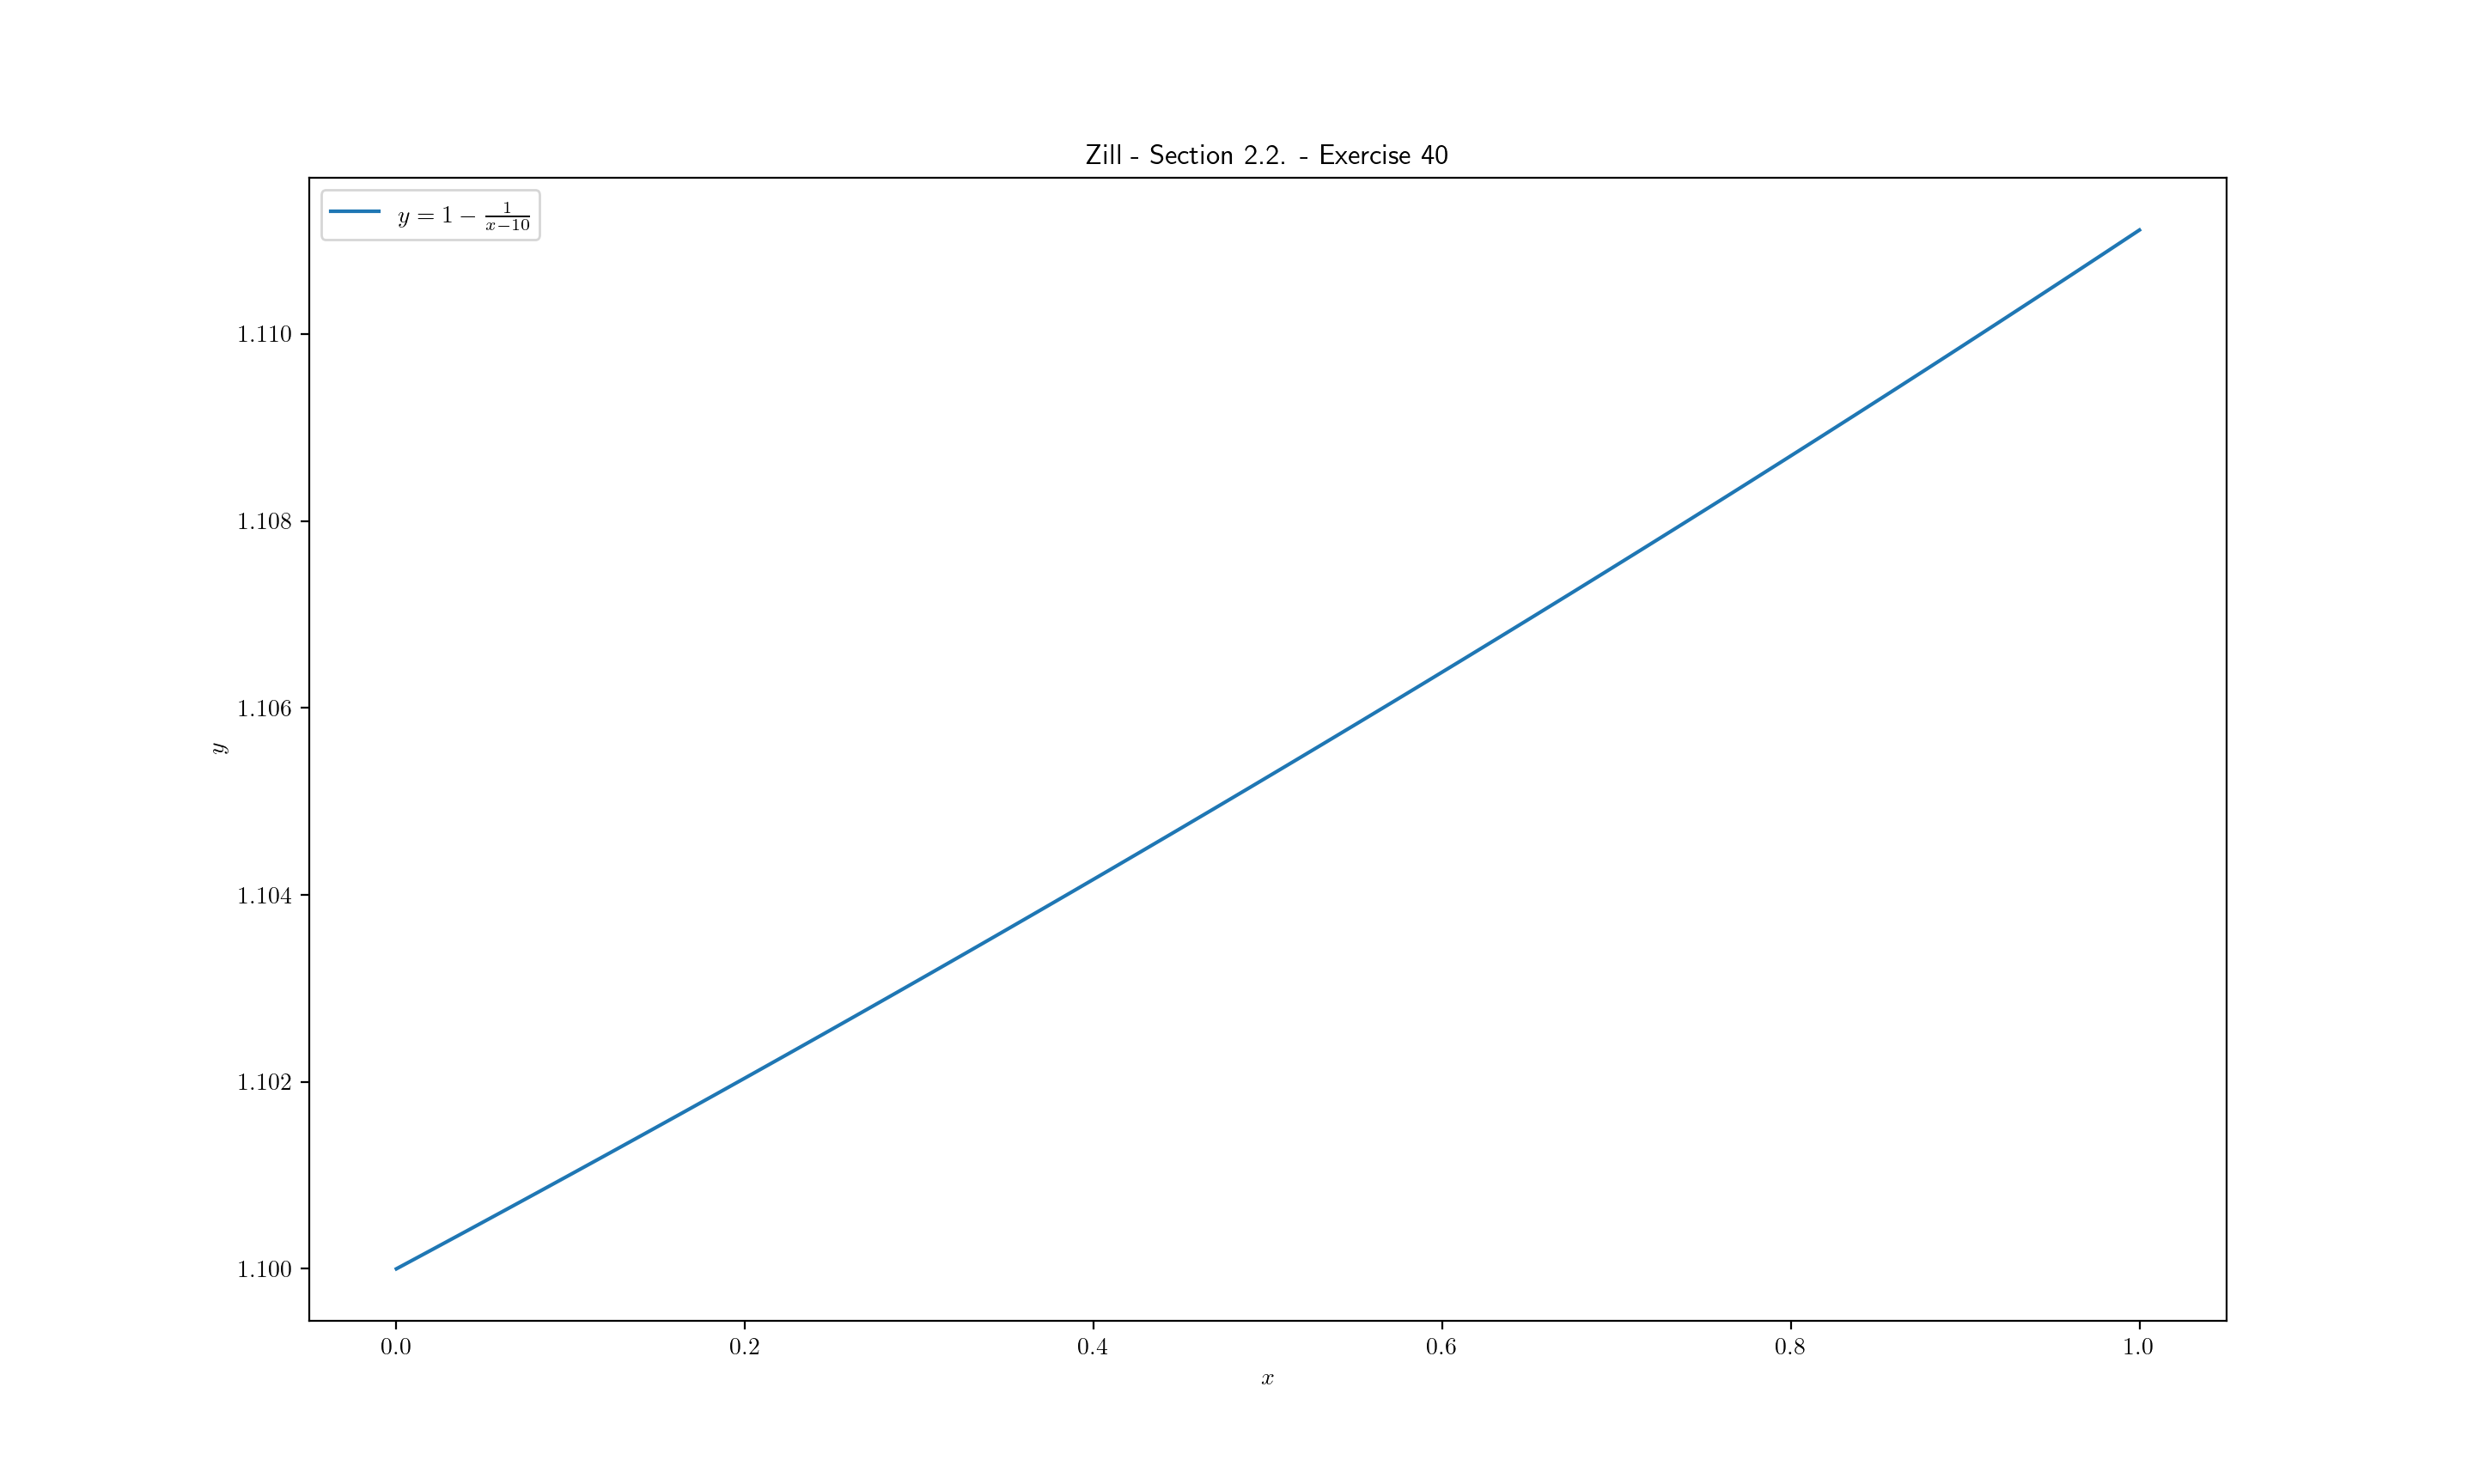 Zill - Section 2.2. - Exercise 40
y = 1 − \frac{1}{x−10}
1.110
1.108
1.106
y
1.104
1.102
1.100
0.0 0.2 0.4 0.6 0.8 1.0
x